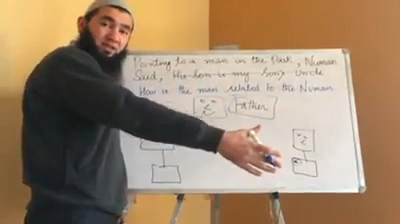 Pointing to a man in the Park, Numan
Said, His son is my son's Uncle
How is the man related to the Numan
Father